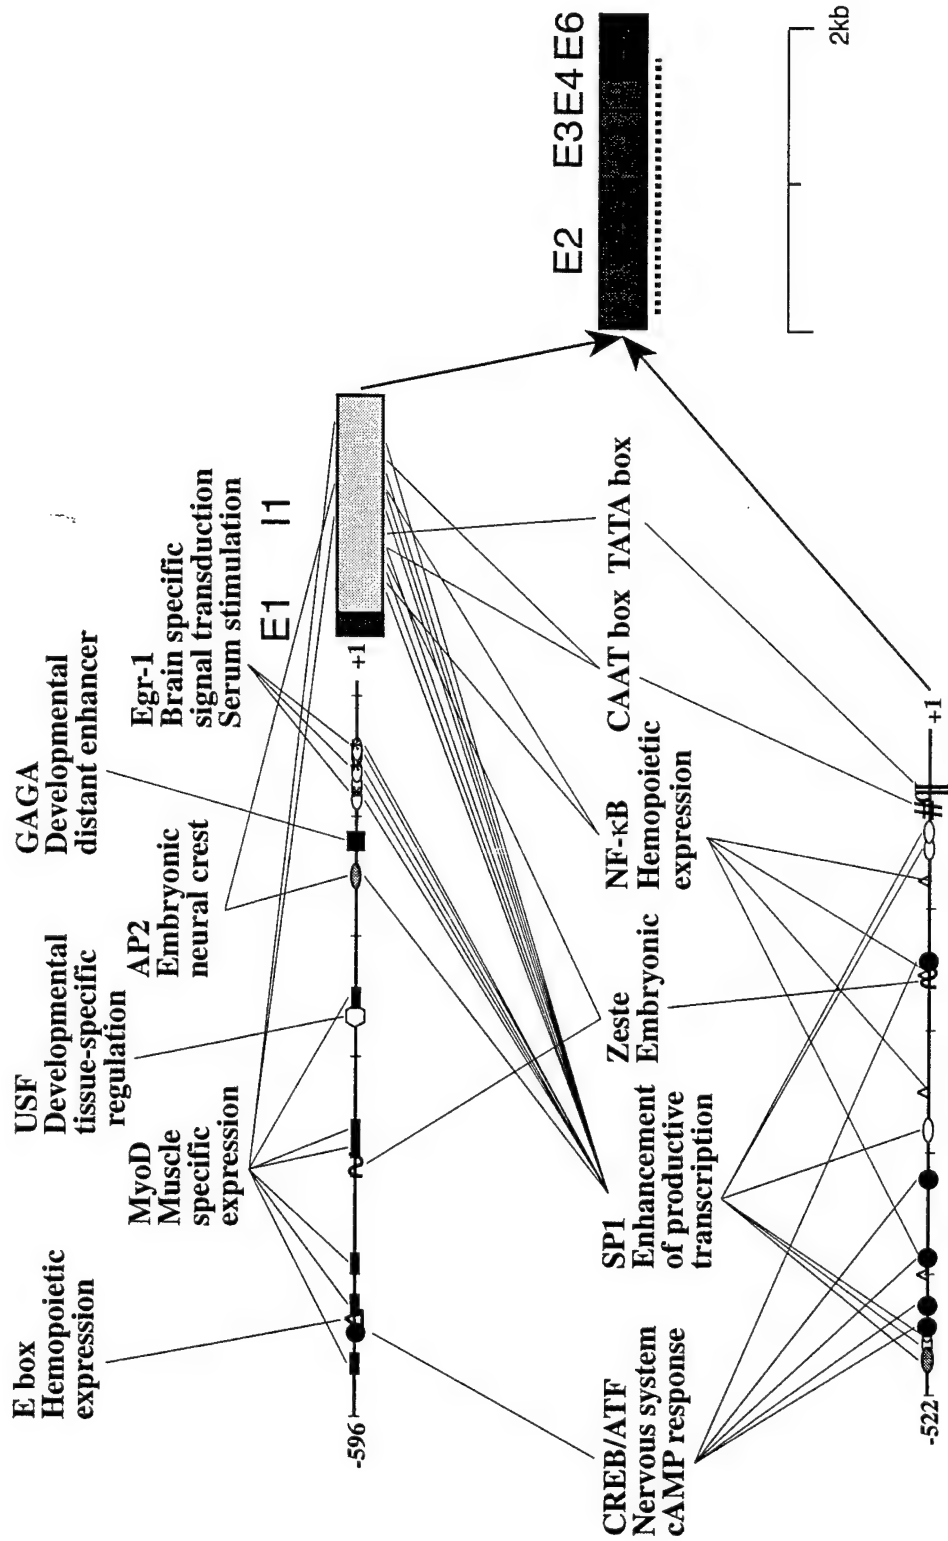 E box
Hemopoietic
expression
USF
Developmental
tissue-specific
regulation
GAGA
Developmental
distant enhancer
MyoD
Muscle
specific
expression
AP2
Embryonic
neural crest
Egr-1
Brain specific
signal transduction
Serum stimulation
E1 I1
-596
+1
E2 E3 E4 E6
CREB/ATF
Nervous system
cAMP response
SP1
Enhancement
of productive
transcription
Zeste
Embryonic
NF-κB
Hemopoietic
expression
CAAT box TATA box
2kb
-522
+1